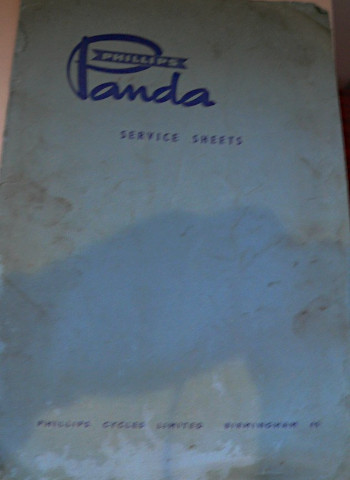 PHILLIPS
Panda
SERVICE SHEETS
PHILLIPS CYCLES LIMITED BIRMINGHAM